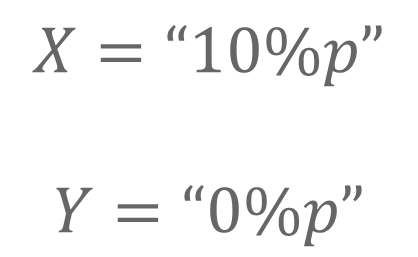 X = “10%p”
Y = “0%p”